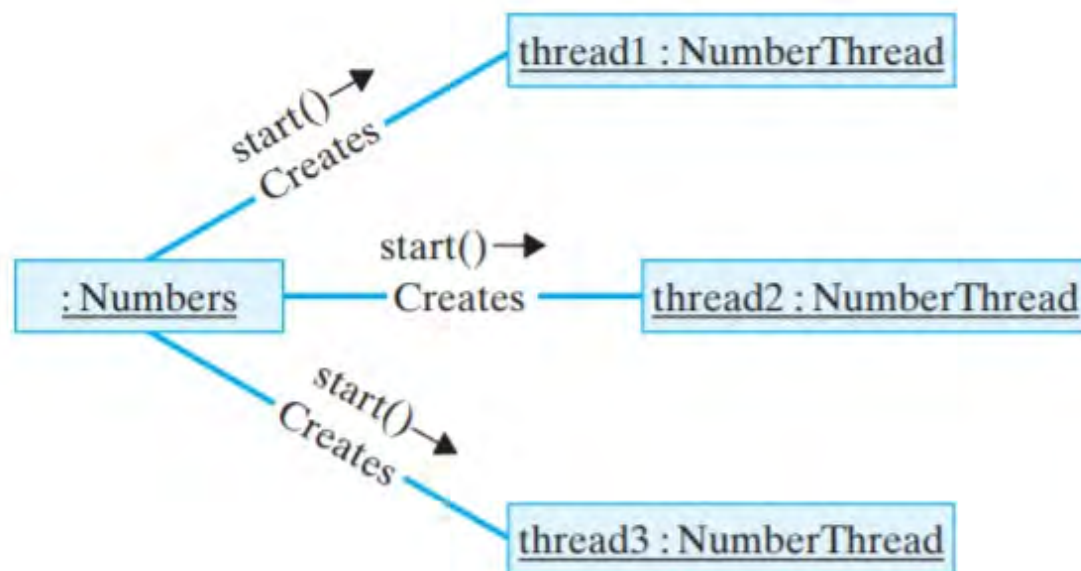 thread1 : NumberThread
start()
Creates
start()
Creates
: Numbers
thread2 : NumberThread
start()
Creates
thread3 : NumberThread